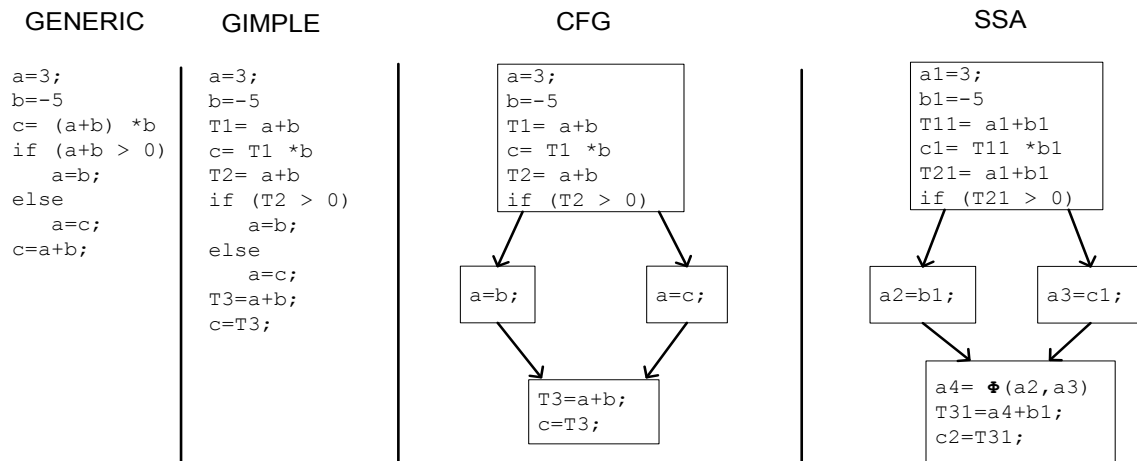 GENERIC
a=3;
b=-5
c= (a+b) *b
if (a+b > 0)
a=b;
else
a=c;
c=a+b;
GIMPLE
a=3;
b=-5
T1= a+b
c= T1 *b
T2= a+b
if (T2 > 0)
a=b;
else
a=c;
T3=a+b;
c=T3;
CFG
a=3;
b=-5
T1= a+b
c= T1 *b
T2= a+b
if (T2 > 0)
a=b;
a=c;
T3=a+b;
c=T3;
SSA
a1=3;
b1=-5
T11= a1+b1
c1= T11 *b1
T21= a1+b1
if (T21 > 0)
a2=b1;
a3=c1;
a4= Φ(a2,a3)
T31=a4+b1;
c2=T31;